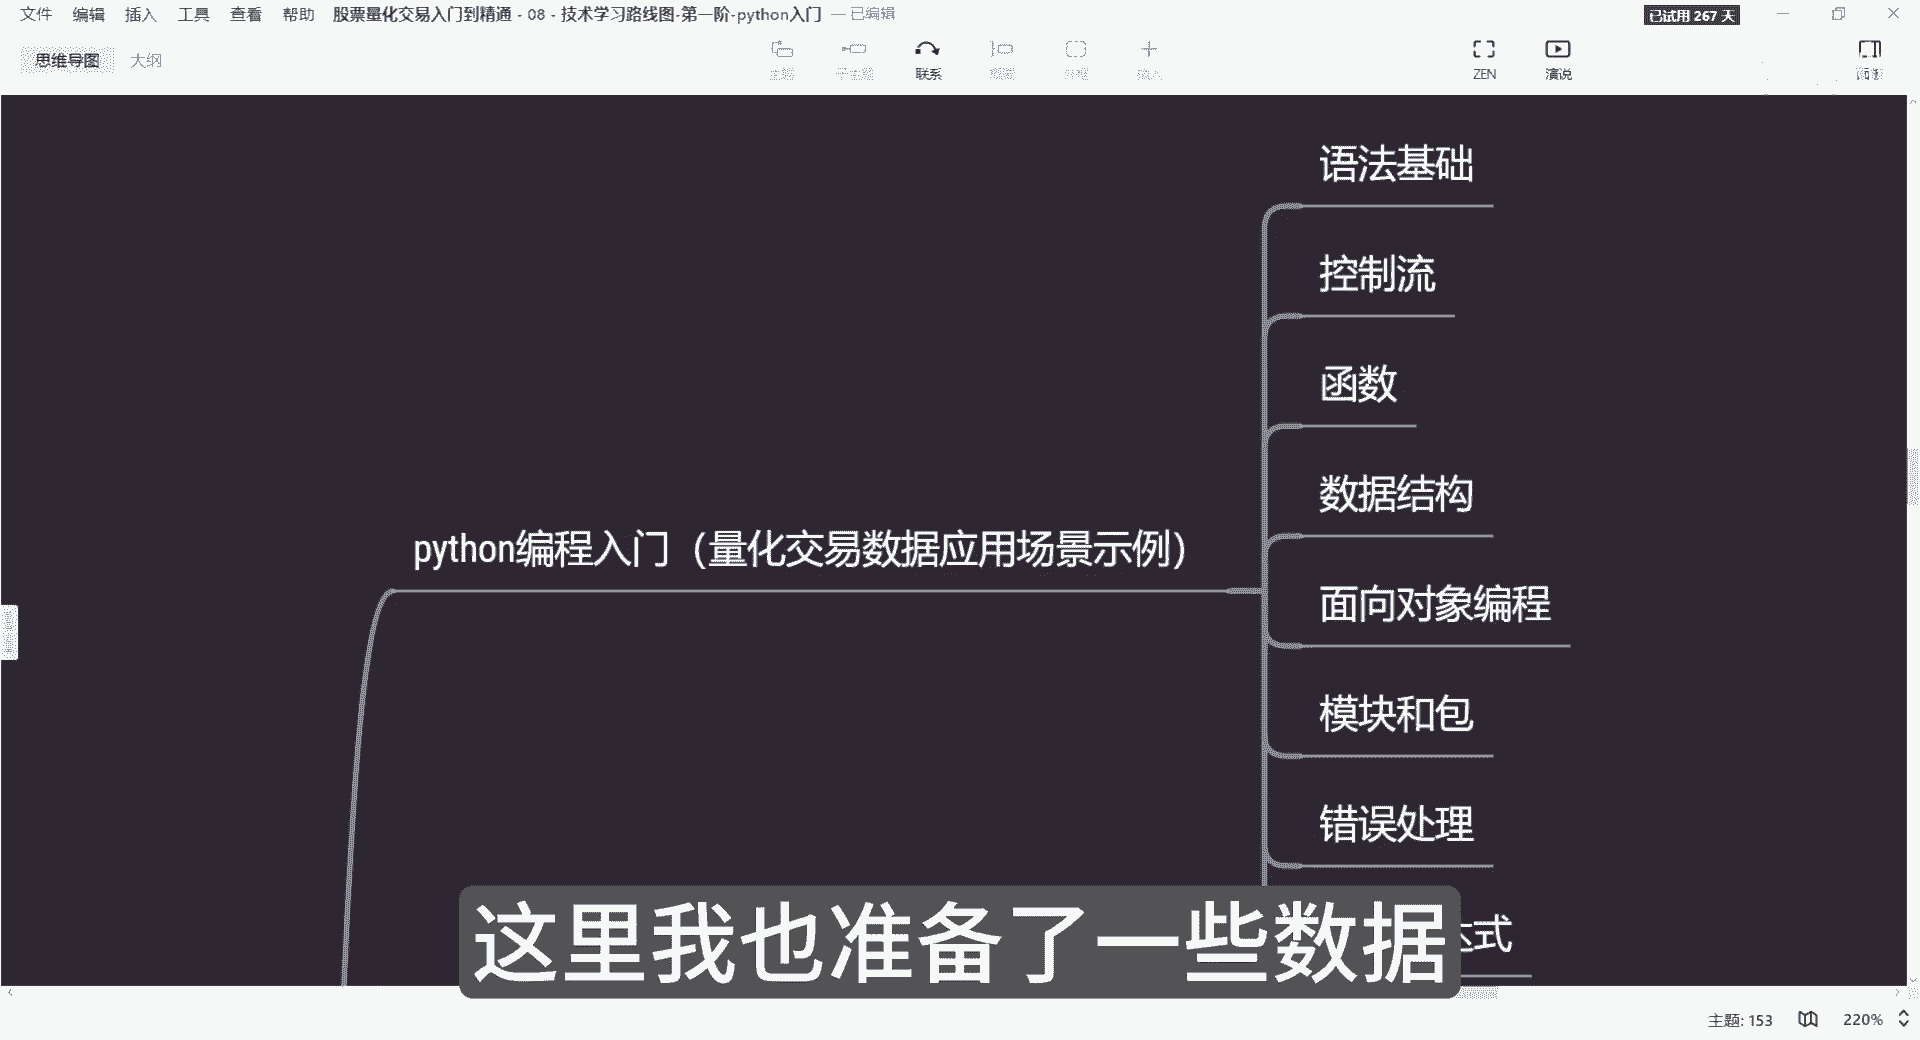 文件 编辑 插入 工具 查看 帮助 股票量化交易入门到精通 - 08 - 技术学习路线图-第一阶-python入门 — 已编辑 已试用 267 天
思维导图 大纲
主题 子主题 联系 概要 外框 插入 ZEN 演说
语法基础
控制流
函数
数据结构
python编程入门（量化交易数据应用场景示例）
面向对象编程
模块和包
错误处理
达式
这里我也准备了一些数据
主题: 153 220%